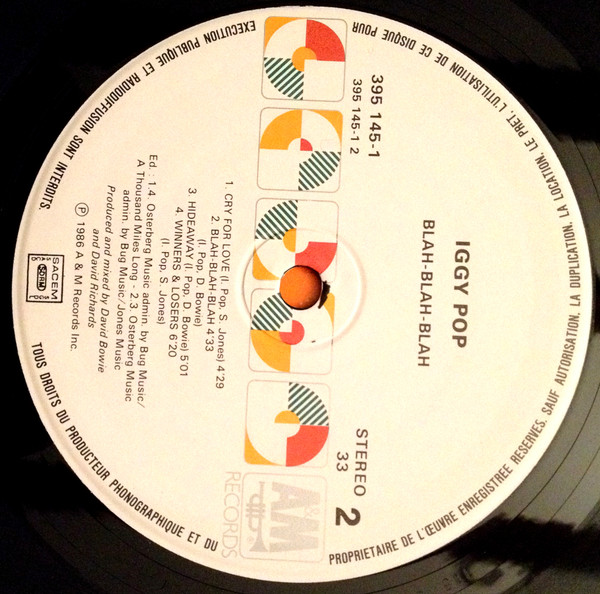 IGGY POP
BLAH-BLAH-BLAH
395 145-1
395 145-1 2
STEREO
33
2
A&M
RECORDS
1. CRY FOR LOVE (I. Pop, S. Jones) 4'29
2. BLAH-BLAH-BLAH 4'33
(I. Pop, D. Bowie)
3. HIDEAWAY (I. Pop, D. Bowie) 5'01
4. WINNERS & LOSERS 6'20
(I. Pop, S. Jones)
Ed. : 1.4. Osterberg Music admin. by Bug Music/
A Thousand Miles Long - 2.3. Osterberg Music
admin. by Bug Music/Jones Music
Produced and mixed by David Bowie
and David Richards
℗ 1986 A & M Records Inc.
SACEM
SDRM
TOUS DROITS DU PRODUCTEUR PHONOGRAPHIQUE ET DU PROPRIETAIRE DE L'ŒUVRE ENREGISTREE RESERVES. SAUF AUTORISATION, LA DUPLICATION, LA LOCATION, LE PRET, L'UTILISATION DE CE DISQUE POUR EXECUTION PUBLIQUE ET RADIODIFFUSION SONT INTERDITS.